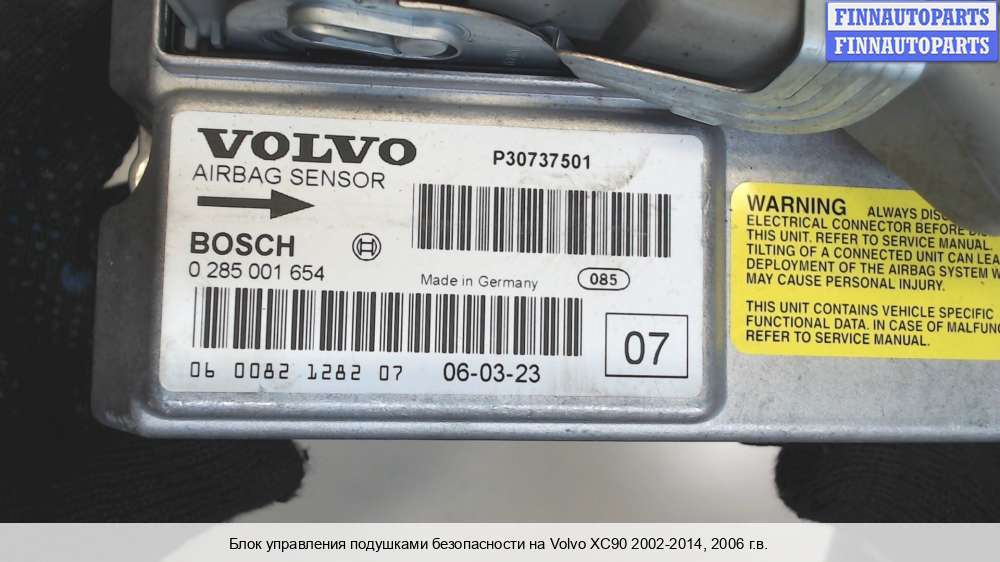 FINNAUTOPARTS
FINNAUTOPARTS
VOLVO
AIRBAG SENSOR
P30737501
BOSCH
0 285 001 654
Made in Germany
085
06 0082 1282 07
06-03-23
07
WARNING ALWAYS
ELECTRICAL CONNECTOR BEFORE
THIS UNIT. REFER TO SERVICE MANUAL.
TILTING OF A CONNECTED UNIT CAN
DEPLOYMENT OF THE AIRBAG SYSTEM
MAY CAUSE PERSONAL INJURY.
THIS UNIT CONTAINS VEHICLE SPECIFIC
FUNCTIONAL DATA. IN CASE OF
REFER TO SERVICE MANUAL.
Блок управления подушками безопасности на Volvo XC90 2002-2014, 2006 г.в.